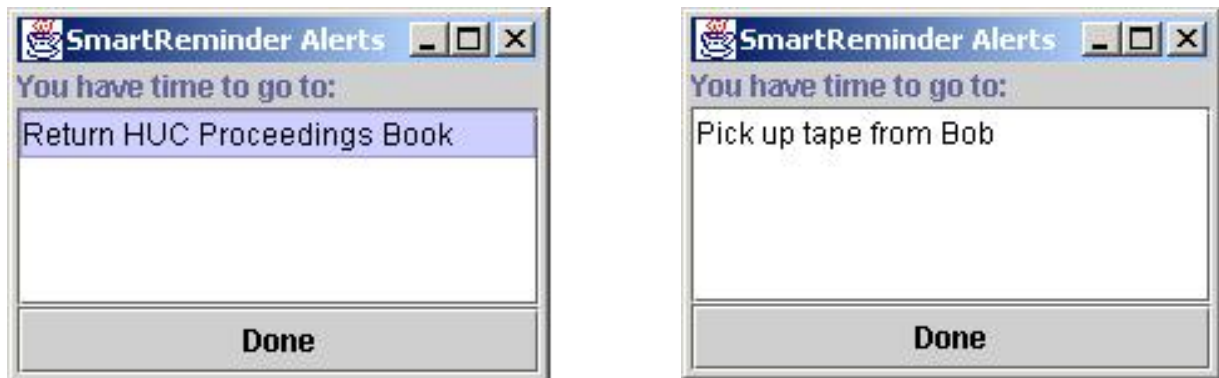 SmartReminder Alerts
You have time to go to:
Return HUC Proceedings Book
Done
SmartReminder Alerts
You have time to go to:
Pick up tape from Bob
Done